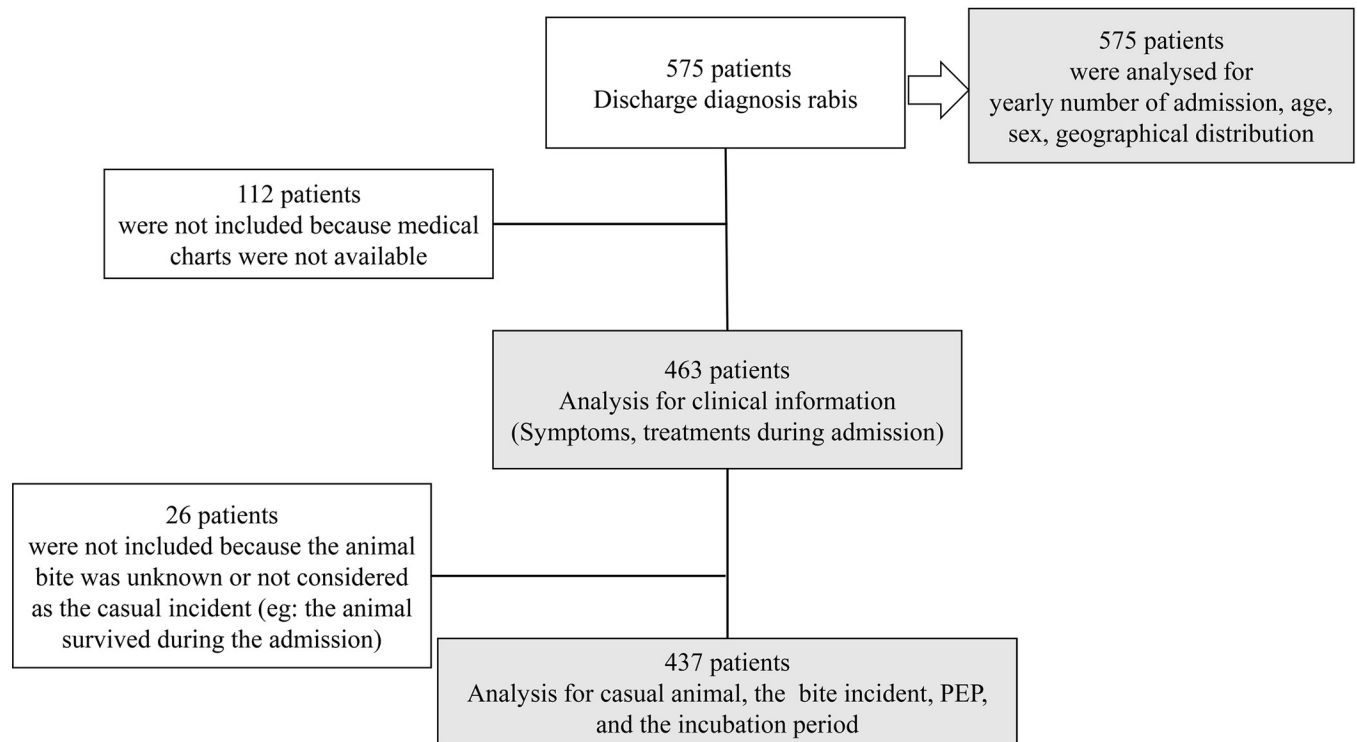 575 patients
Discharge diagnosis rabis
575 patients
were analysed for
yearly number of admission, age,
sex, geographical distribution
112 patients
were not included because medical
charts were not available
463 patients
Analysis for clinical information
(Symptoms, treatments during admission)
26 patients
were not included because the animal
bite was unknown or not considered
as the casual incident (eg: the animal
survived during the admission)
437 patients
Analysis for casual animal, the bite incident, PEP,
and the incubation period